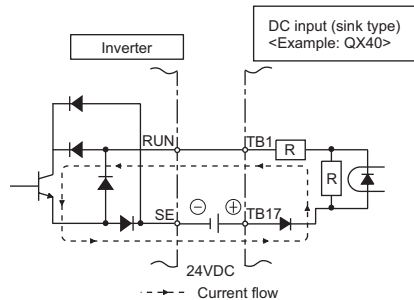 Inverter
DC input (sink type)
<Example: QX40>
RUN
TB1
R
R
SE
⊖
⊕
TB17
24VDC
Current flow